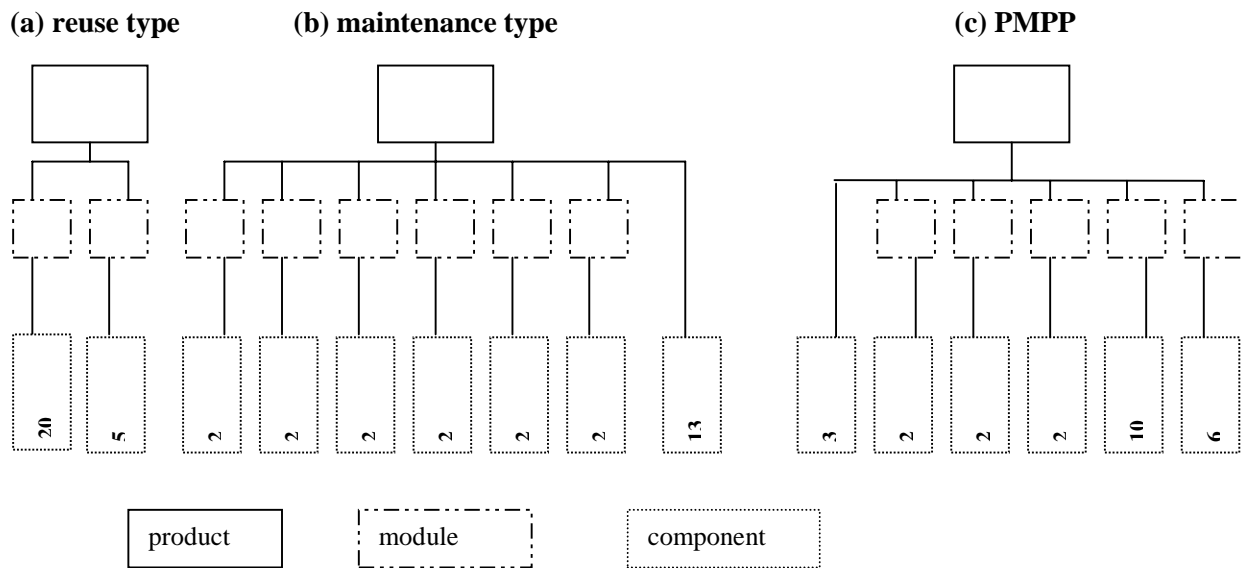 (a) reuse type (b) maintenance type (c) PMPP
20 5 2 2 2 2 2 2 13 3 2 2 2 10 6
product module component